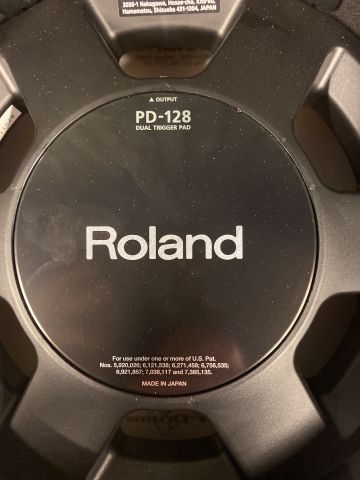 2036-1 Nakagawa, Hosoe-cho,
Hamamatsu, Shizuoka 431-1304, JAPAN
▲ OUTPUT
PD-128
DUAL TRIGGER PAD
Roland
For use under one or more of U.S. Pat.
Nos. 5,920,026; 6,121,538; 6,271,458; 6,756,535;
6,921,857; 7,038,117 and 7,385,135.
MADE IN JAPAN